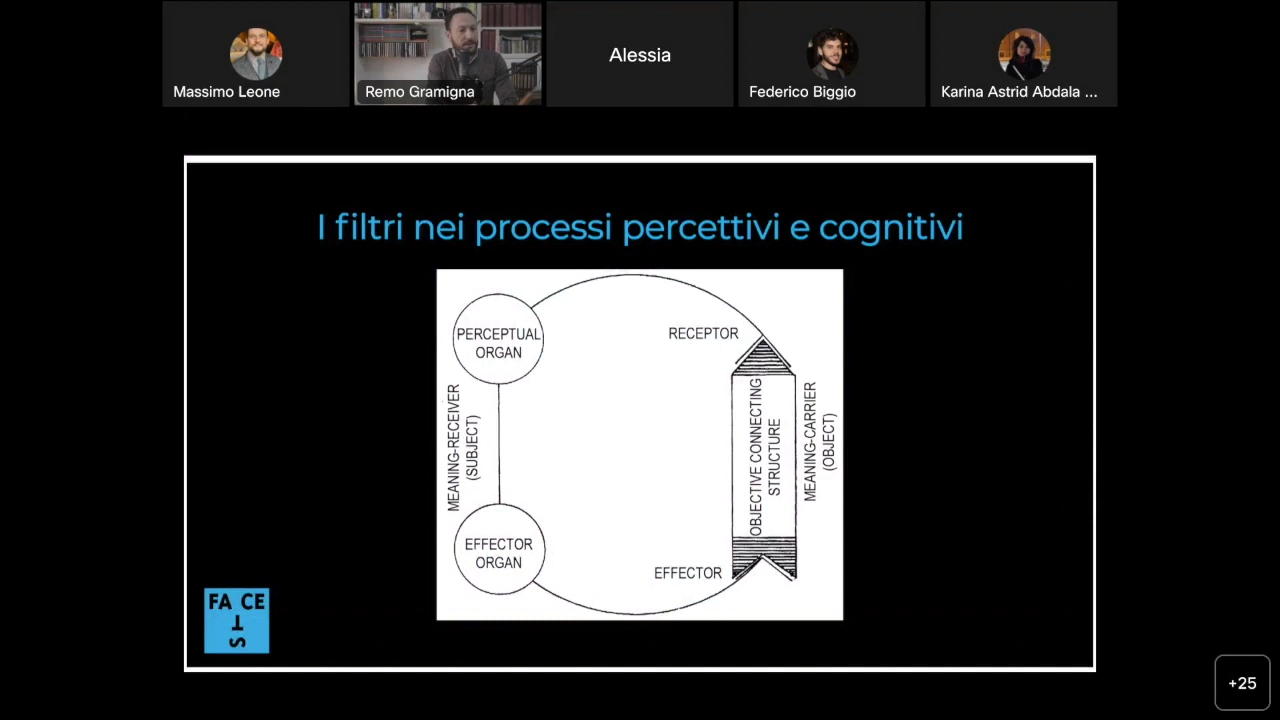 Alessia
Massimo Leone
Remo Gramigna
Federico Biggio
Karina Astrid Abdala ...
I filtri nei processi percettivi e cognitivi
PERCEPTUAL
ORGAN
RECEPTOR
MEANING-RECEIVER
(SUBJECT)
OBJECTIVE CONNECTING
STRUCTURE
MEANING-CARRIER
(OBJECT)
EFFECTOR
ORGAN
EFFECTOR
FA CE
T
S
+25